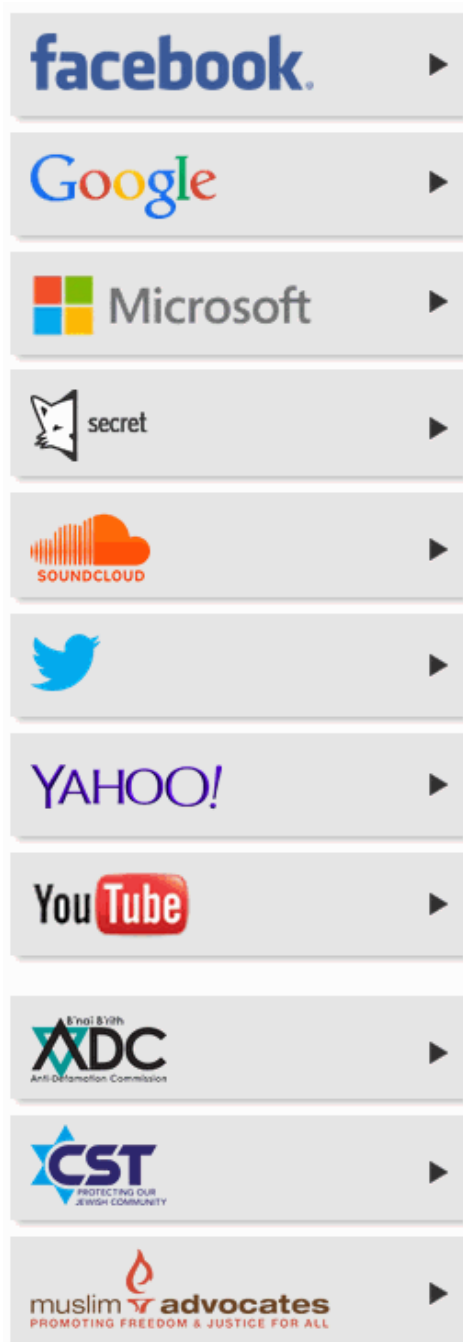 facebook.
Google
Microsoft
secret
SOUNDCLOUD
YAHOO!
YouTube
B'nai B'rith
ADC
Anti-Defamation Commission
CST
PROTECTING OUR
JEWISH COMMUNITY
muslim advocates
PROMOTING FREEDOM & JUSTICE FOR ALL